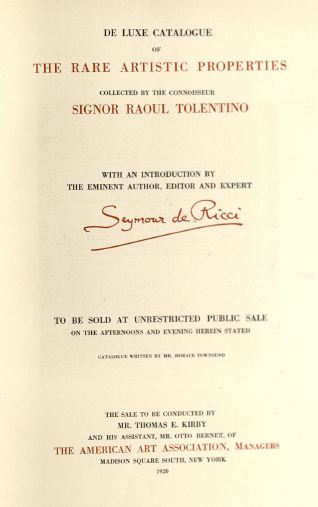 DE LUXE CATALOGUE
OF
THE RARE ARTISTIC PROPERTIES
COLLECTED BY THE CONNOISSEUR
SIGNOR RAOUL TOLENTINO
WITH AN INTRODUCTION BY
THE EMINENT AUTHOR, EDITOR AND EXPERT
Seymour de Ricci
TO BE SOLD AT UNRESTRICTED PUBLIC SALE
ON THE AFTERNOONS AND EVENING HEREIN STATED
CATALOGUE WRITTEN BY MR. HORACE TOWNSEND
THE SALE TO BE CONDUCTED BY
MR. THOMAS E. KIRBY
AND HIS ASSISTANT, MR. OTTO BERNET, OF
THE AMERICAN ART ASSOCIATION, MANAGERS
MADISON SQUARE SOUTH, NEW YORK
1920